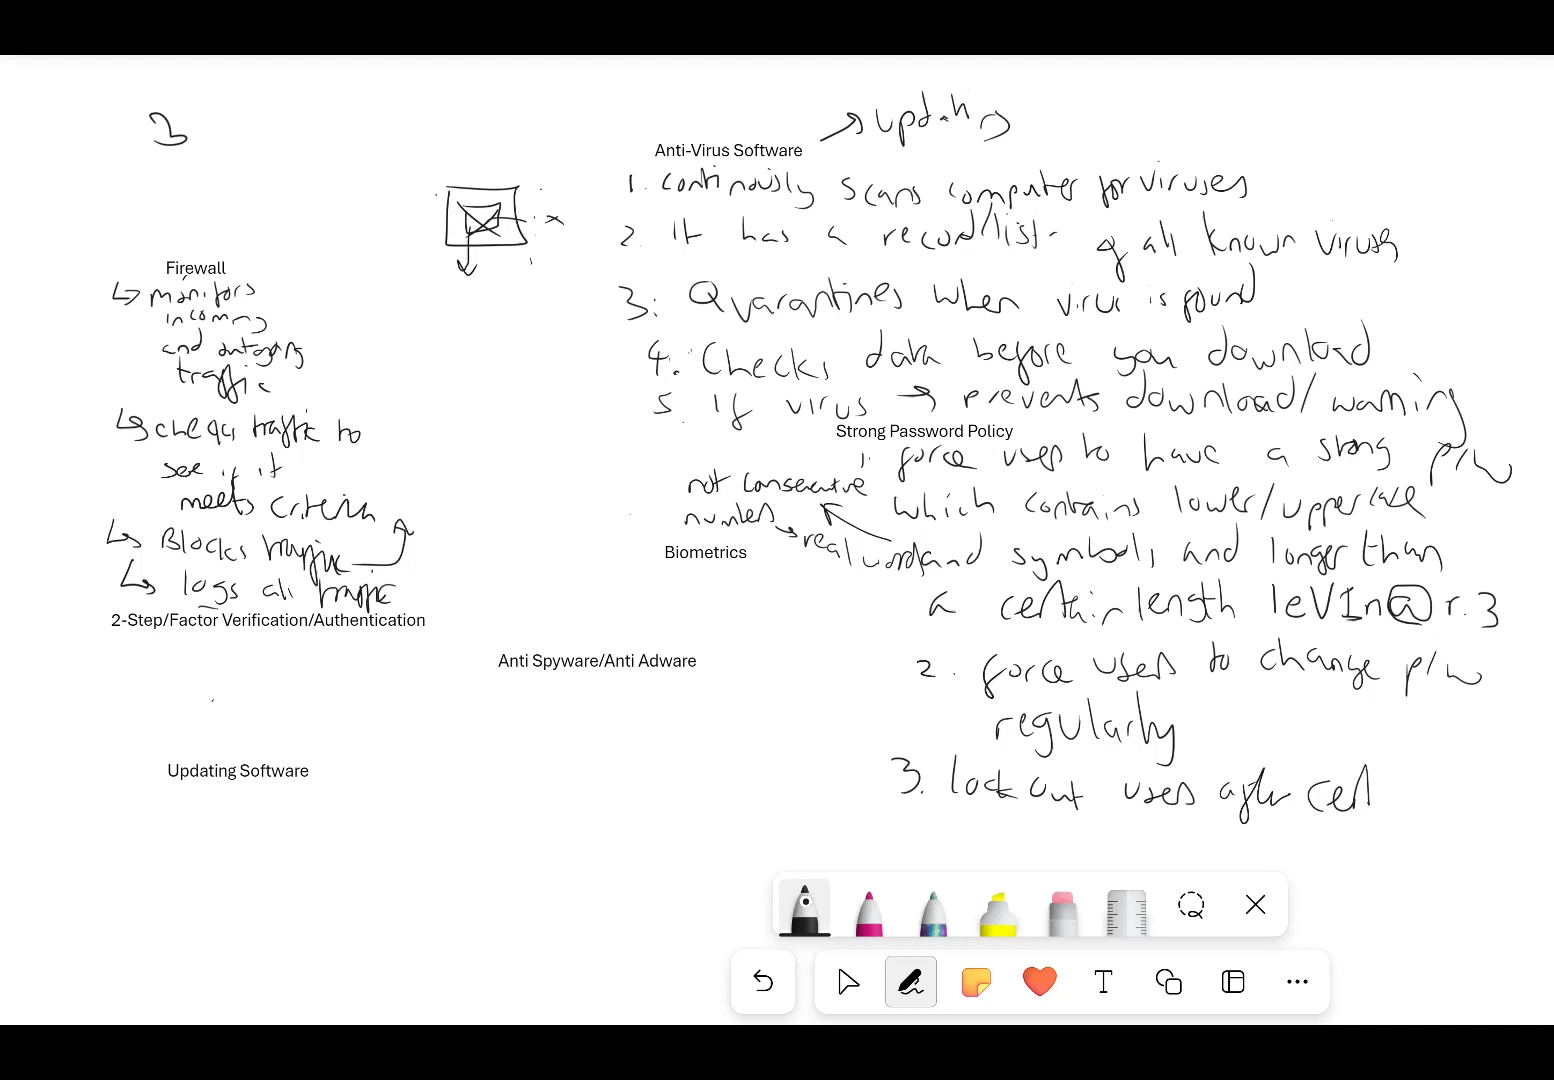 3
→ updating
Anti-Virus Software
1. continously scans computer for viruses
2. It has a record/list of all known viruses
3: Quarantines when virus is found
4. Checks data before you download
5. If virus → prevents download/warning
Firewall
↳ monitors
incoming
and outgoing
traffic
↳ checks traffic to
see if it
meets criteria
↳ Blocks traffic
↳ logs all traffic
Strong Password Policy
1. force users to have a strong p/w
which contains lower/uppercase
and symbols and longer than
a certain length leVIn@r.3
not consecutive
numbers → real words
2. force users to change p/w
regularly
3. lock out users after cert
Biometrics
2-Step/Factor Verification/Authentication
Anti Spyware/Anti Adware
Updating Software